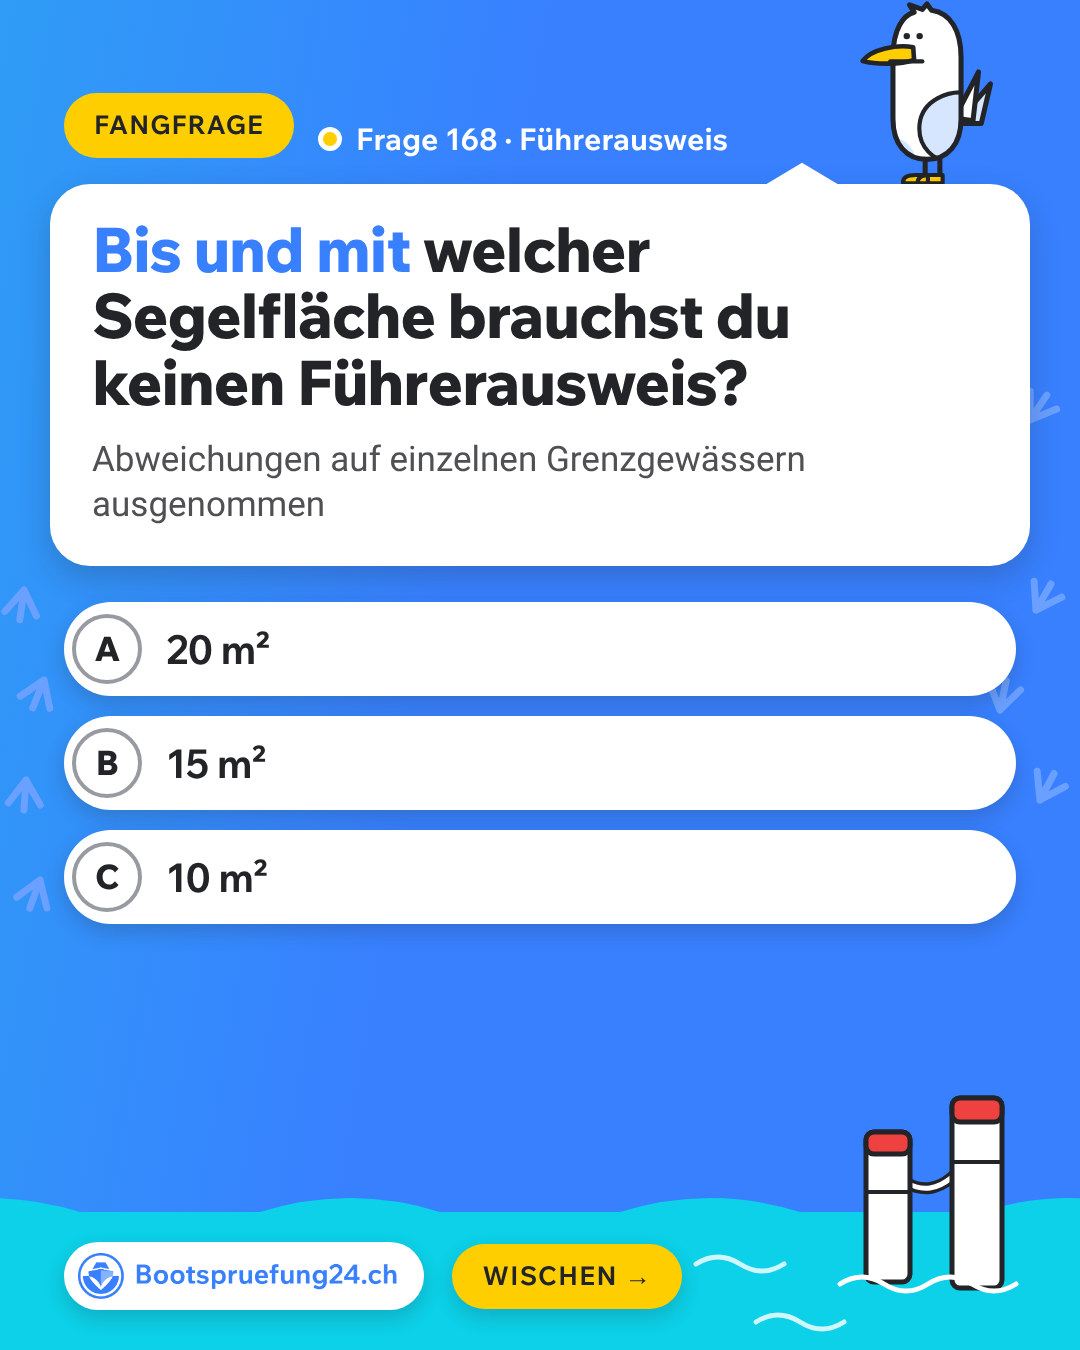 FANGFRAGE
Frage 168 · Führerausweis
Bis und mit welcher
Segelfläche brauchst du
keinen Führerausweis?
Abweichungen auf einzelnen Grenzgewässern
ausgenommen
A 20 m²
B 15 m²
C 10 m²
Bootspruefung24.ch
WISCHEN →